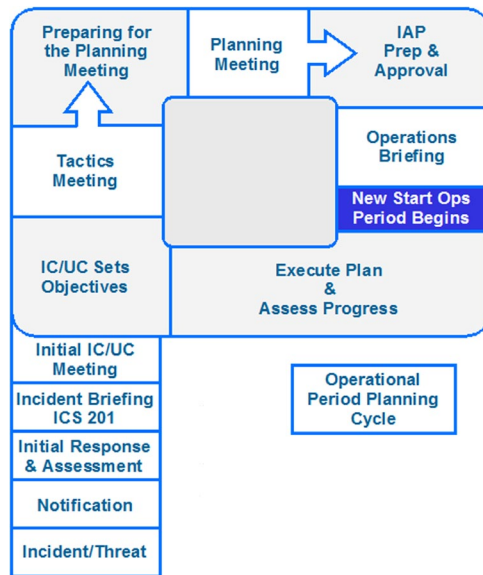 Preparing for
the Planning
Meeting
Planning
Meeting
IAP
Prep &
Approval
Tactics
Meeting
Operations
Briefing
New Start Ops
Period Begins
IC/UC Sets
Objectives
Execute Plan
&
Assess Progress
Initial IC/UC
Meeting
Incident Briefing
ICS 201
Initial Response
& Assessment
Notification
Incident/Threat
Operational
Period Planning
Cycle